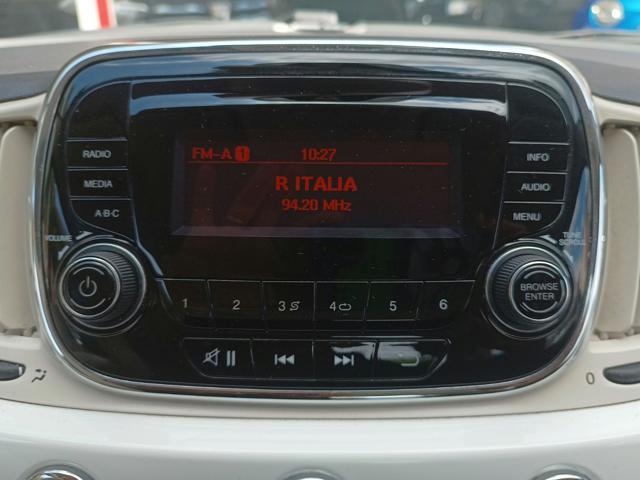 FM-A 1 10:27
R ITALIA
94.20 MHz
RADIO
MEDIA
A·B·C
VOLUME
INFO
AUDIO
MENU
TUNE
SCROLL
BROWSE
ENTER
1 2 3 4 5 6
0